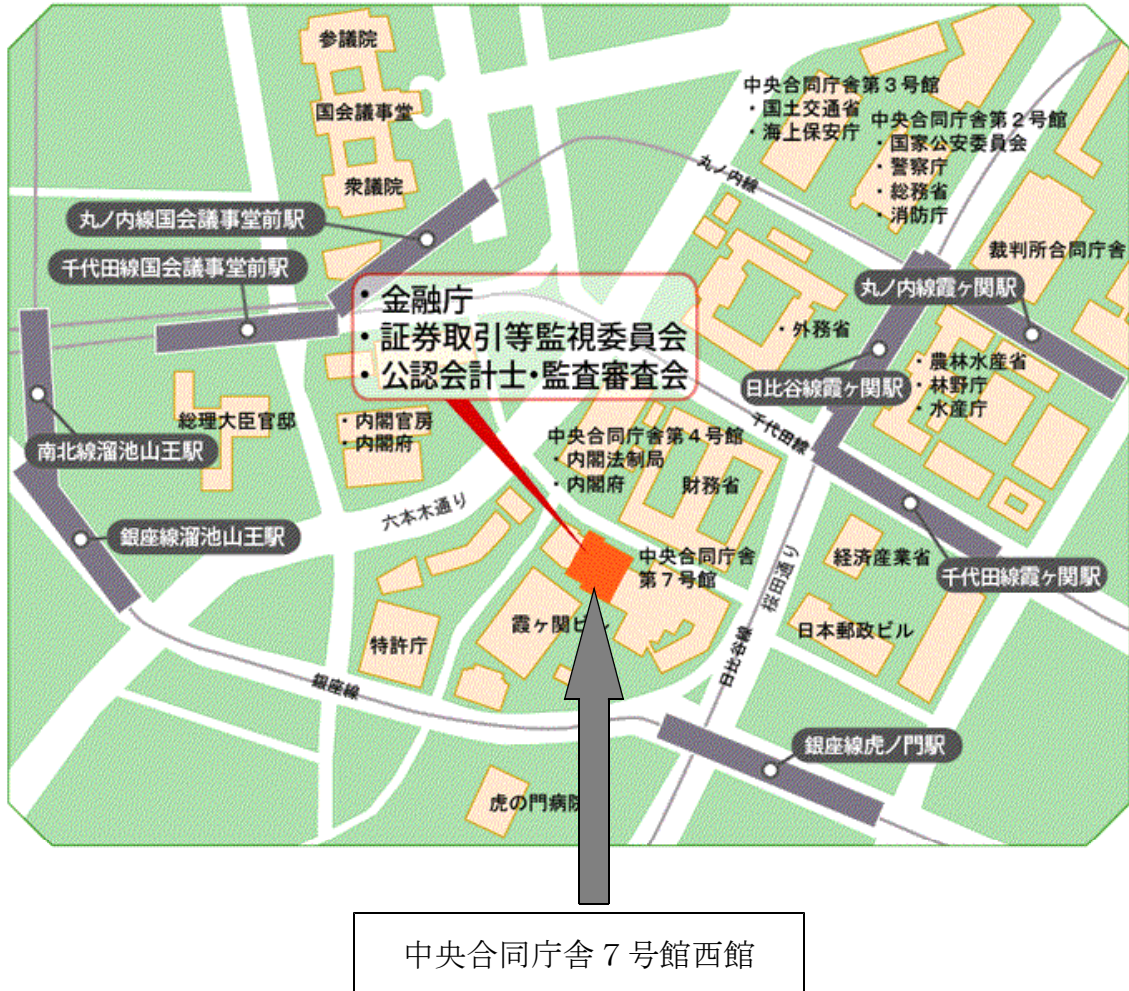 参議院
国会議事堂
衆議院
中央合同庁舎第3号館
・国土交通省
・海上保安庁
中央合同庁舎第2号館
・国家公安委員会
・警察庁
・総務省
・消防庁
丸ノ内線
裁判所合同庁舎
丸ノ内線国会議事堂前駅
千代田線国会議事堂前駅
丸ノ内線霞ヶ関駅
・金融庁
・証券取引等監視委員会
・公認会計士・監査審査会
・外務省
日比谷線霞ヶ関駅
・農林水産省
・林野庁
・水産庁
総理大臣官邸
・内閣官房
・内閣府
南北線溜池山王駅
中央合同庁舎第4号館
・内閣法制局
・内閣府
財務省
千代田線
六本木通り
銀座線溜池山王駅
中央合同庁舎
第7号館
桜田通り
経済産業省
千代田線霞ヶ関駅
霞ヶ関ビル
特許庁
日本郵政ビル
日比谷線
銀座線
銀座線虎ノ門駅
虎の門病院
中央合同庁舎7号館西館